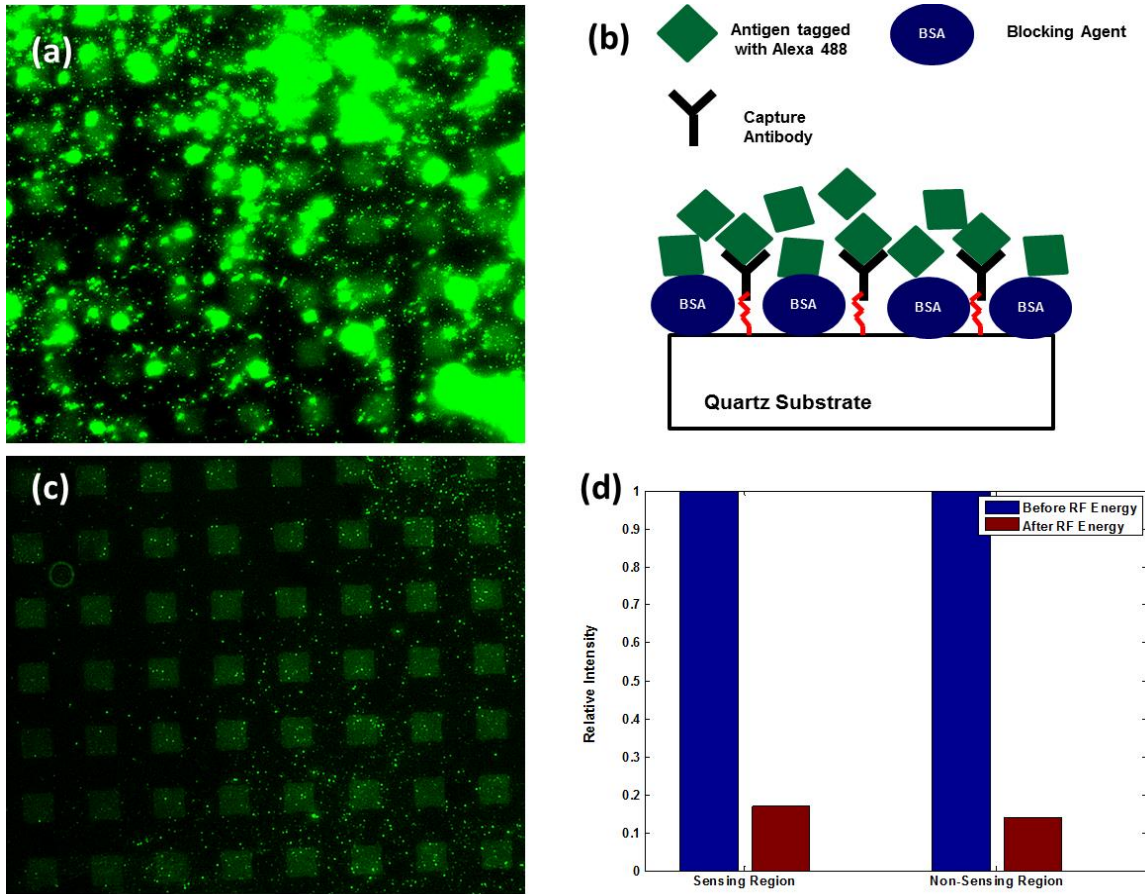 (a)
(b)
Antigen tagged
with Alexa 488
BSA
Blocking Agent
Capture
Antibody
BSA
BSA
BSA
BSA
Quartz Substrate
(c)
(d)
1
0.9
0.8
0.7
0.6
0.5
0.4
0.3
0.2
0.1
0
Relative Intensity
Before RF Energy
After RF Energy
Sensing Region
Non-Sensing Region